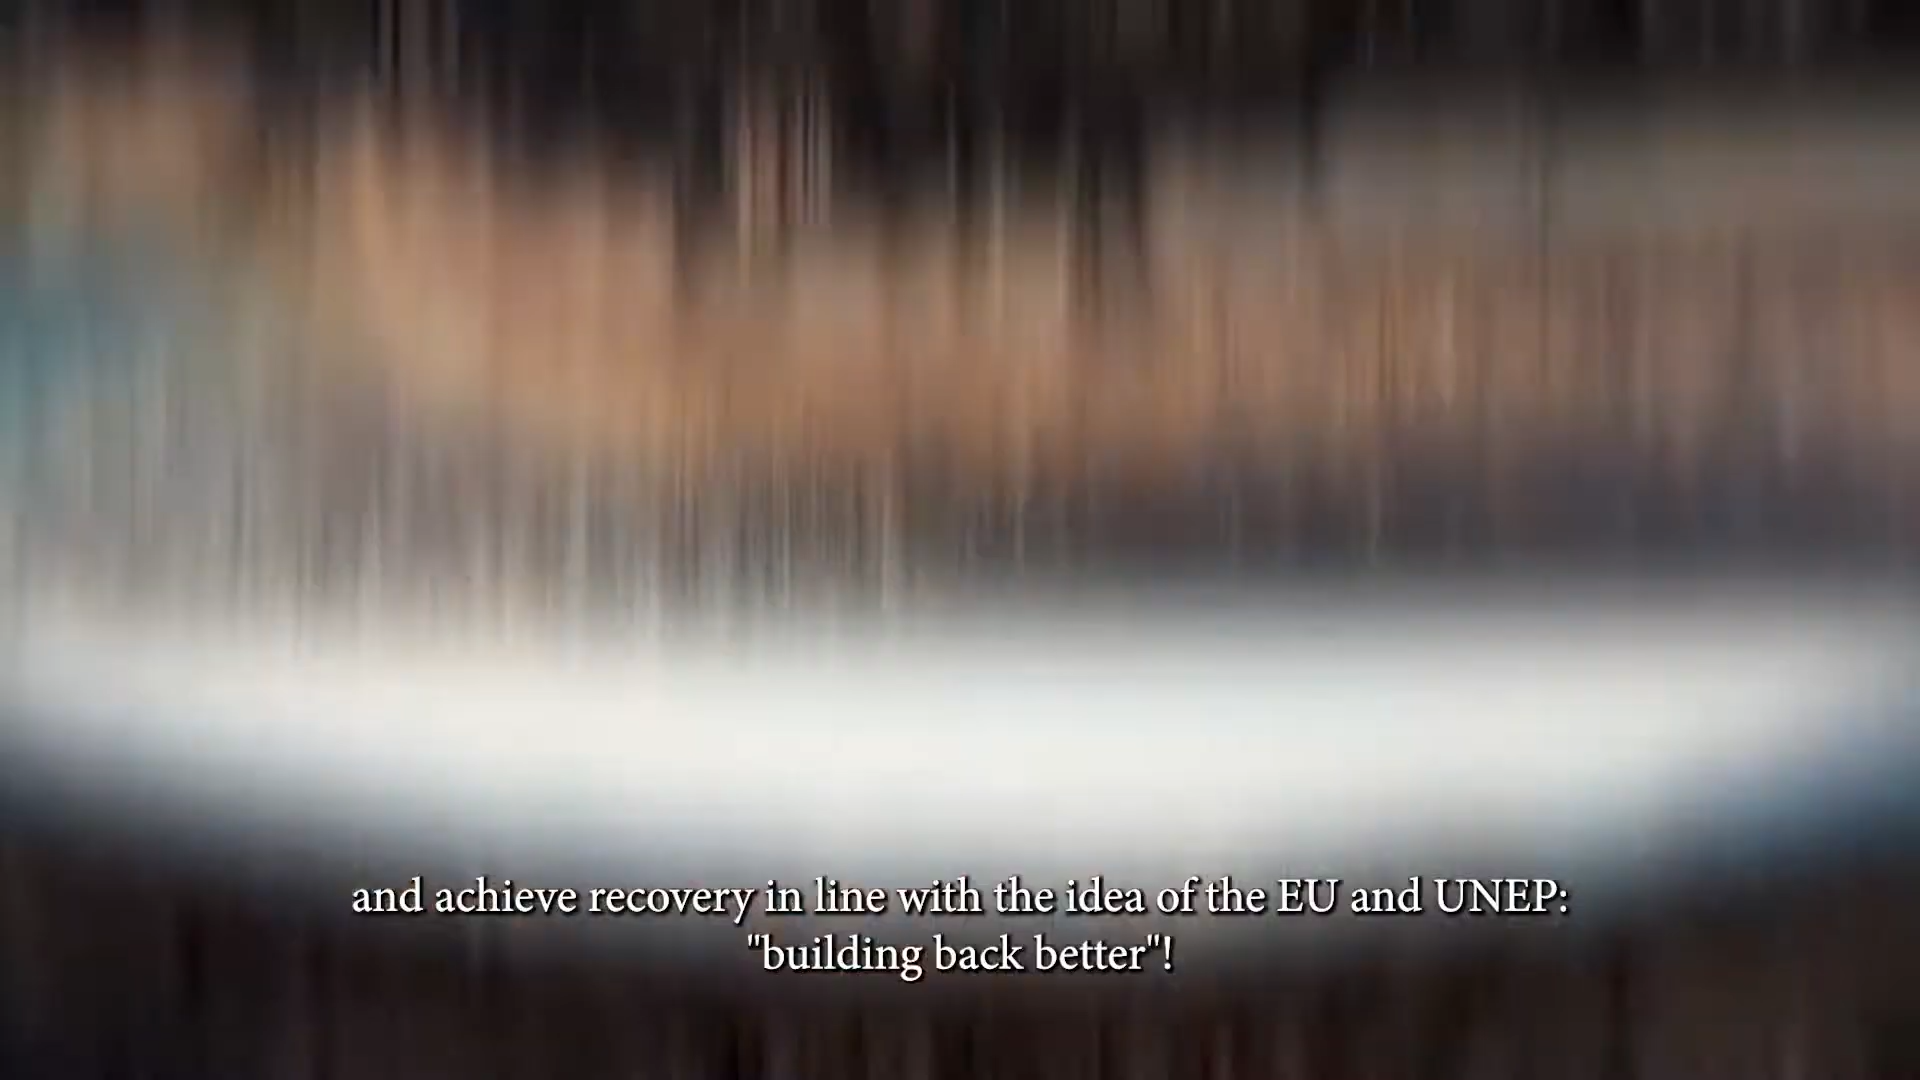 and achieve recovery in line with the idea of the EU and UNEP:
"building back better"!